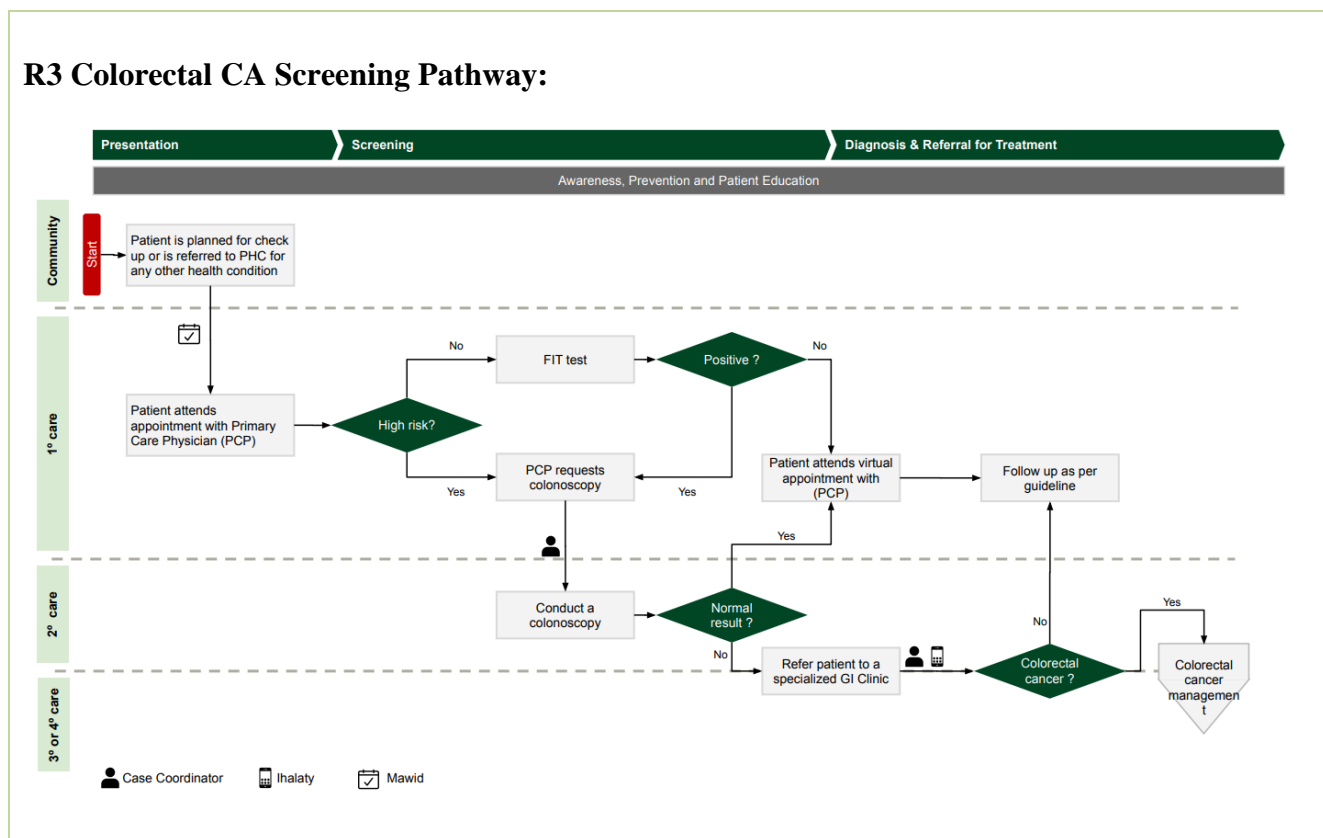 R3 Colorectal CA Screening Pathway:
Presentation
Screening
Diagnosis & Referral for Treatment
Awareness, Prevention and Patient Education
Community
Start
Patient is planned for check
up or is referred to PHC for
any other health condition
1º care
No
FIT test
Positive ?
No
Patient attends
appointment with Primary
Care Physician (PCP)
High risk?
Yes
PCP requests
colonoscopy
Yes
Patient attends virtual
appointment with
(PCP)
Follow up as per
guideline
Yes
2º care
Conduct a
colonoscopy
Normal
result ?
No
Refer patient to a
specialized GI Clinic
No
Colorectal
cancer ?
Yes
Colorectal
cancer
managemen
t
3º or 4º care
Case Coordinator
Ihalaty
Mawid